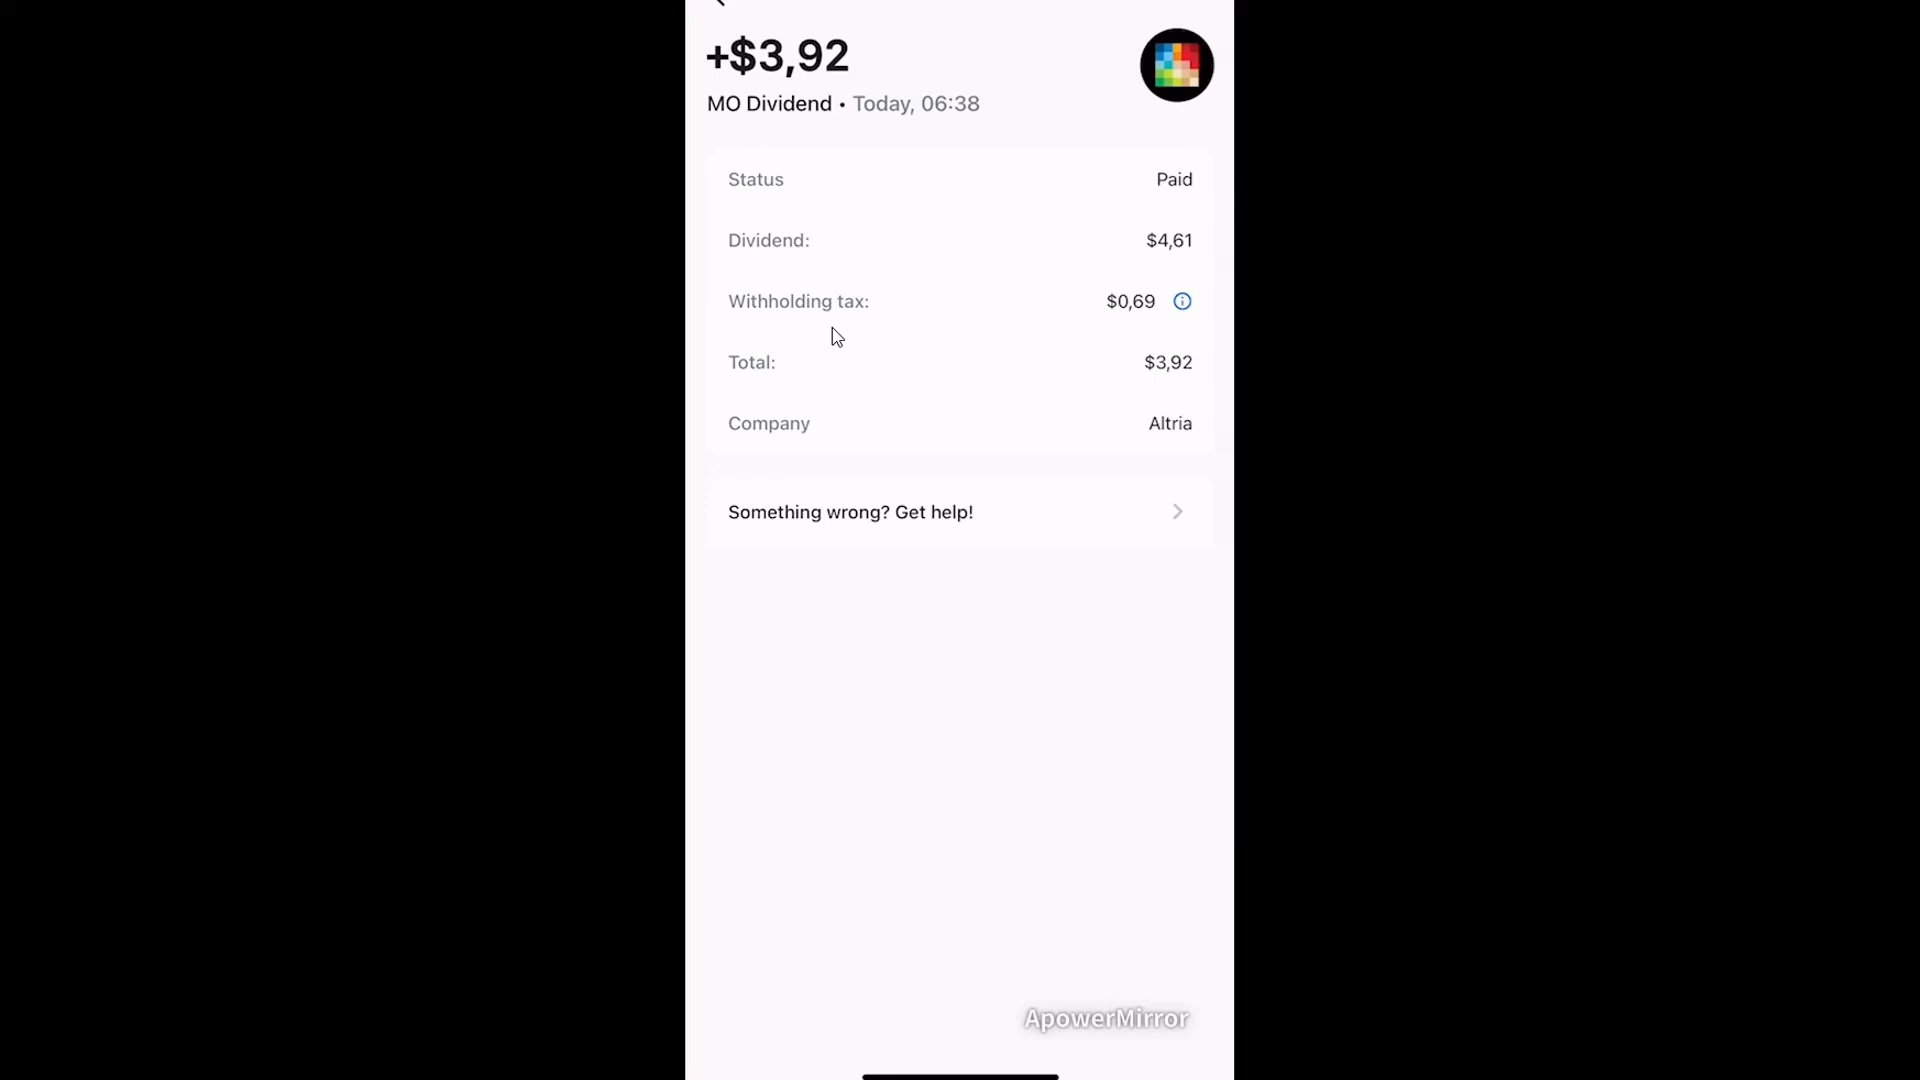 +$3,92
MO Dividend • Today, 06:38
Status Paid
Dividend: $4,61
Withholding tax: $0,69
Total: $3,92
Company Altria
Something wrong? Get help!
ApowerMirror